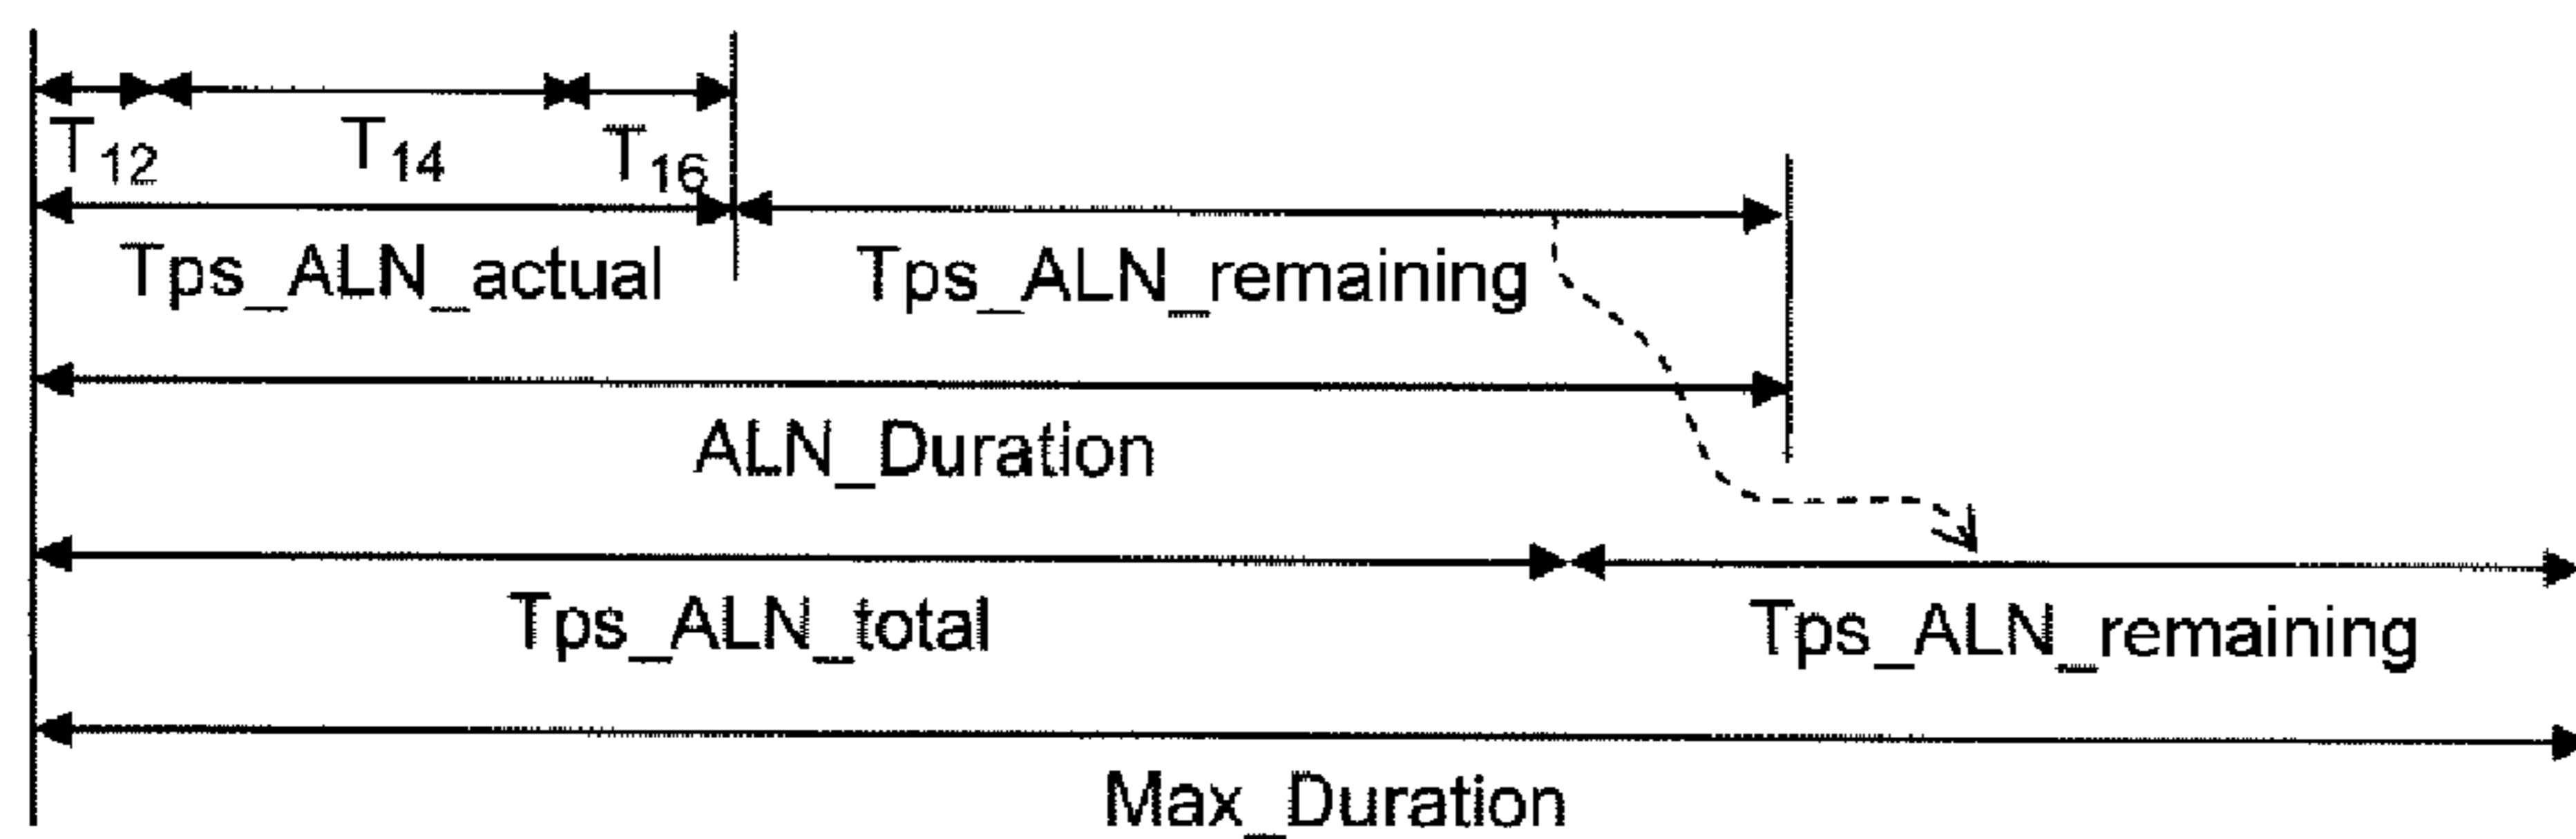 T12 T14 T16
Tps_ALN_actual Tps_ALN_remaining
ALN_Duration
Tps_ALN_total Tps_ALN_remaining
Max_Duration